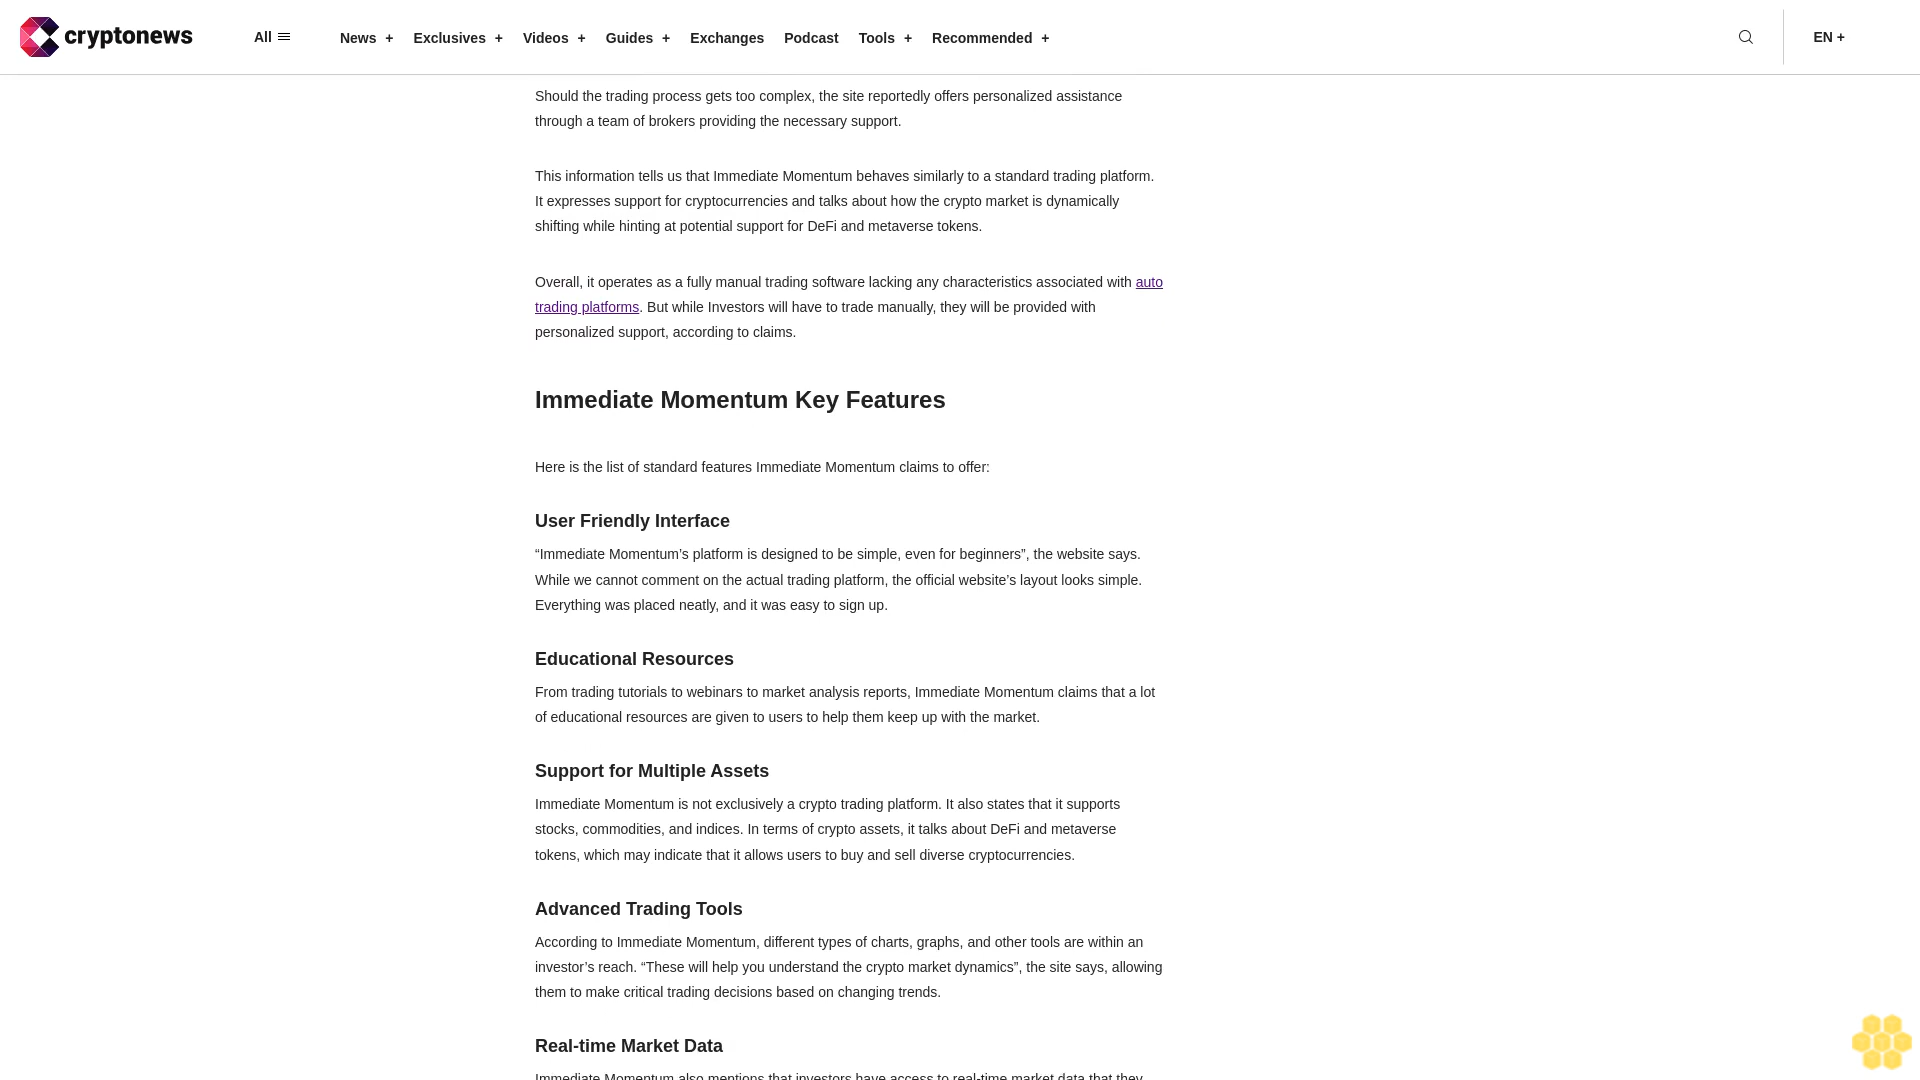 cryptonews
All
News +
Exclusives +
Videos +
Guides +
Exchanges
Podcast
Tools +
Recommended +
EN +
Should the trading process gets too complex, the site reportedly offers personalized assistance
through a team of brokers providing the necessary support.
This information tells us that Immediate Momentum behaves similarly to a standard trading platform.
It expresses support for cryptocurrencies and talks about how the crypto market is dynamically
shifting while hinting at potential support for DeFi and metaverse tokens.
Overall, it operates as a fully manual trading software lacking any characteristics associated with auto
trading platforms. But while Investors will have to trade manually, they will be provided with
personalized support, according to claims.
Immediate Momentum Key Features
Here is the list of standard features Immediate Momentum claims to offer:
User Friendly Interface
“Immediate Momentum’s platform is designed to be simple, even for beginners”, the website says.
While we cannot comment on the actual trading platform, the official website’s layout looks simple.
Everything was placed neatly, and it was easy to sign up.
Educational Resources
From trading tutorials to webinars to market analysis reports, Immediate Momentum claims that a lot
of educational resources are given to users to help them keep up with the market.
Support for Multiple Assets
Immediate Momentum is not exclusively a crypto trading platform. It also states that it supports
stocks, commodities, and indices. In terms of crypto assets, it talks about DeFi and metaverse
tokens, which may indicate that it allows users to buy and sell diverse cryptocurrencies.
Advanced Trading Tools
According to Immediate Momentum, different types of charts, graphs, and other tools are within an
investor’s reach. “These will help you understand the crypto market dynamics”, the site says, allowing
them to make critical trading decisions based on changing trends.
Real-time Market Data
Immediate Momentum also mentions that investors have access to real-time market data that they